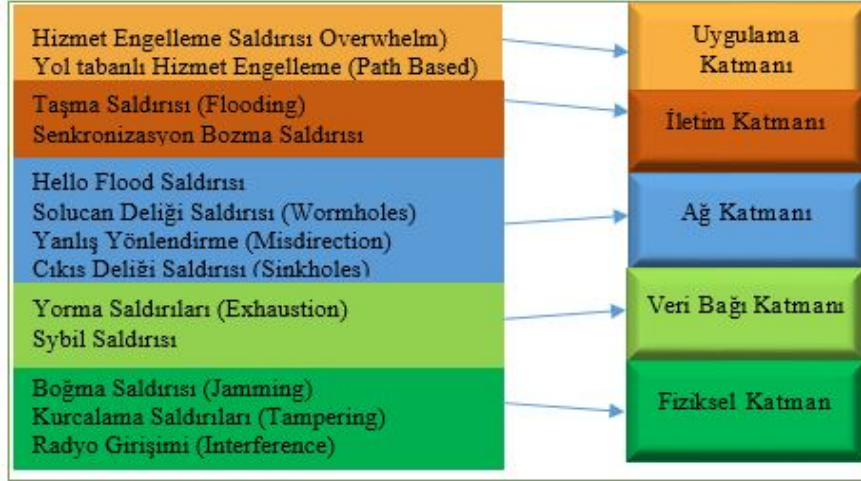 Hizmet Engelleme Saldırısı Overwhelm)
Yol tabanlı Hizmet Engelleme (Path Based)
Uygulama
Katmanı
Taşma Saldırısı (Flooding)
Senkronizasyon Bozma Saldırısı
İletim Katmanı
Hello Flood Saldırısı
Solucan Deliği Saldırısı (Wormholes)
Yanlış Yönlendirme (Misdirection)
Çıkış Deliği Saldırısı (Sinkholes)
Ağ Katmanı
Yorma Saldırıları (Exhaustion)
Sybil Saldırısı
Veri Bağı Katmanı
Boğma Saldırısı (Jamming)
Kurcalama Saldırıları (Tampering)
Radyo Girişimi (Interference)
Fiziksel Katman